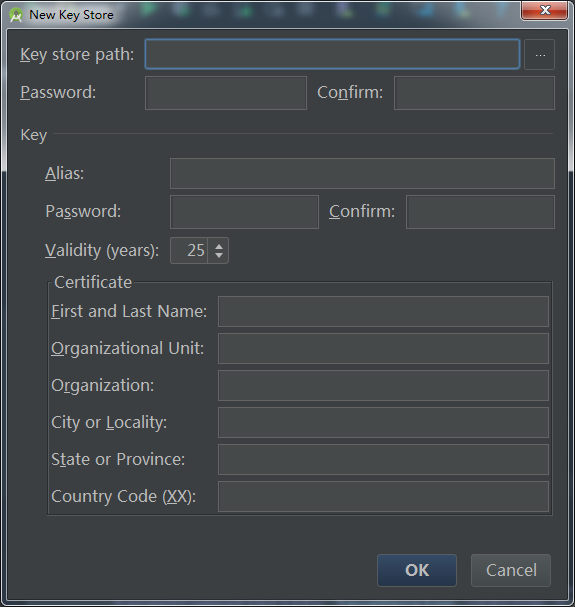 New Key Store
Key store path: ...
Password: Confirm:
Key
Alias:
Password: Confirm:
Validity (years): 25
Certificate
First and Last Name:
Organizational Unit:
Organization:
City or Locality:
State or Province:
Country Code (XX):
OK Cancel